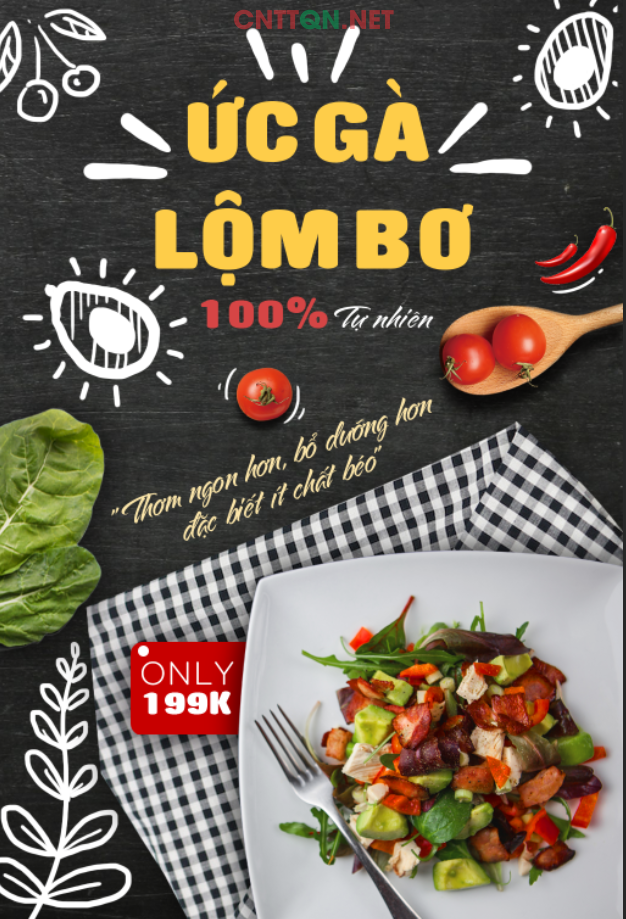 CNTTQN.NET
ỨC GÀ
LỘM BƠ
100% Tự nhiên
"Thơm ngon hơn, bổ dưỡng hơn
đặc biệt ít chất béo"
ONLY
199K